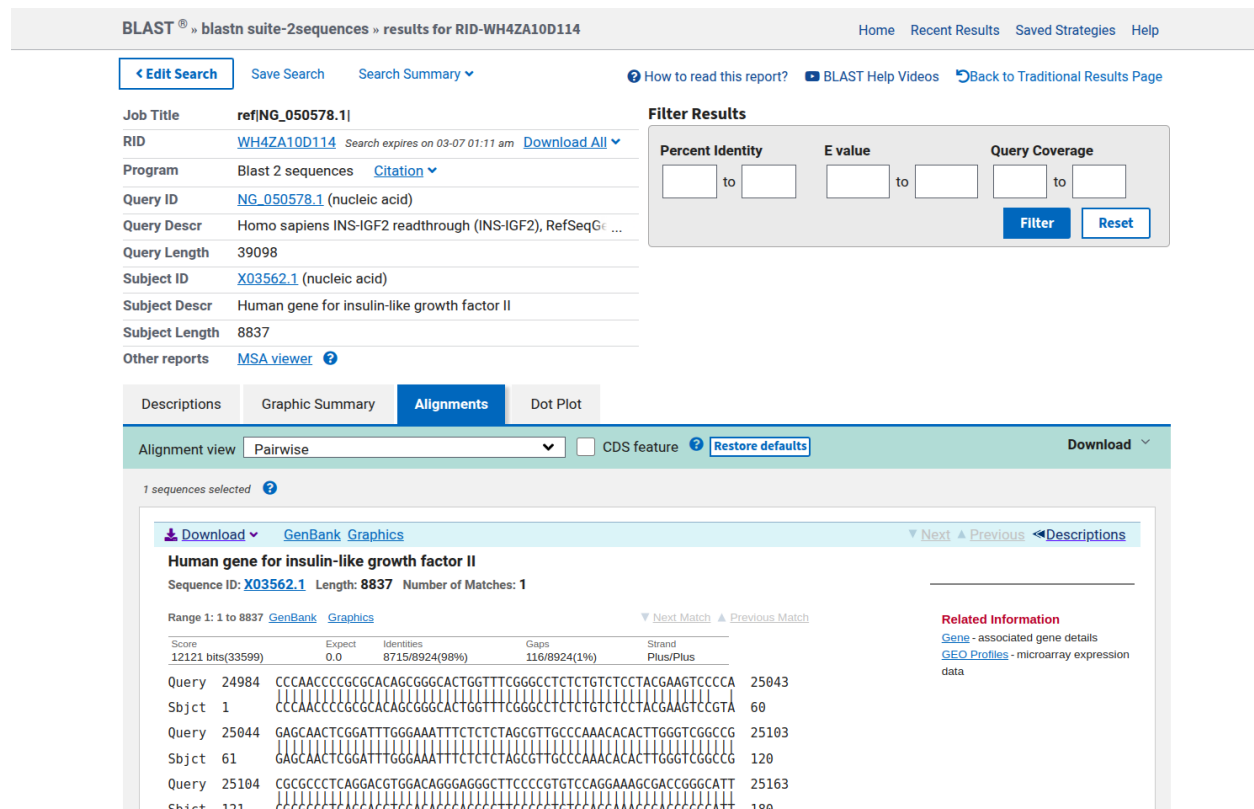 BLAST ® » blastn suite-2sequences » results for RID-WH4ZA10D114
Home Recent Results Saved Strategies Help
Edit Search Save Search Search Summary
How to read this report? BLAST Help Videos Back to Traditional Results Page
Job Title ref|NG_050578.1|
RID WH4ZA10D114 Search expires on 03-07 01:11 am Download All
Program Blast 2 sequences Citation
Query ID NG_050578.1 (nucleic acid)
Query Descr Homo sapiens INS-IGF2 readthrough (INS-IGF2), RefSeqGe ...
Query Length 39098
Subject ID X03562.1 (nucleic acid)
Subject Descr Human gene for insulin-like growth factor II
Subject Length 8837
Other reports MSA viewer
Filter Results
Percent Identity E value Query Coverage
to to to
Filter Reset
Descriptions Graphic Summary Alignments Dot Plot
Alignment view Pairwise CDS feature Restore defaults Download
1 sequences selected
Download GenBank Graphics Next Previous Descriptions
Human gene for insulin-like growth factor II
Sequence ID: X03562.1 Length: 8837 Number of Matches: 1
Range 1: 1 to 8837 GenBank Graphics Next Match Previous Match
Score Expect Identities Gaps Strand
12121 bits(33599) 0.0 8715/8924(98%) 116/8924(1%) Plus/Plus
Query 24984 CCCAACCCCGCGCACAGCGGGCACTGGTTTCGGGCCTCTCTGTCTCCTACGAAGTCCCCA 25043
Sbjct 1 CCCAACCCCGCGCACAGCGGGCACTGGTTTCGGGCCTCTCTGTCTCCTACGAAGTCCGTA 60
Query 25044 GAGCAACTCGGATTTGGGAAATTTCTCTCTAGCGTTGCCCAAACACACTTGGGTCGGCCG 25103
Sbjct 61 GAGCAACTCGGATTTGGGAAATTTCTCTCTAGCGTTGCCCAAACACACTTGGGTCGGCCG 120
Query 25104 CGCGCCCTCAGGACGTGGACAGGGAGGGCTTCCCCGTGTCCAGGAAAGCGACCGGGCATT 25163
Sbjct 121 CGCGCCCTCAGGACGTGGACAGGGAGGGCTTCCCCGTGTCCAGGAAAGCGACCGGGCATT 180
Related Information
Gene - associated gene details
GEO Profiles - microarray expression
data